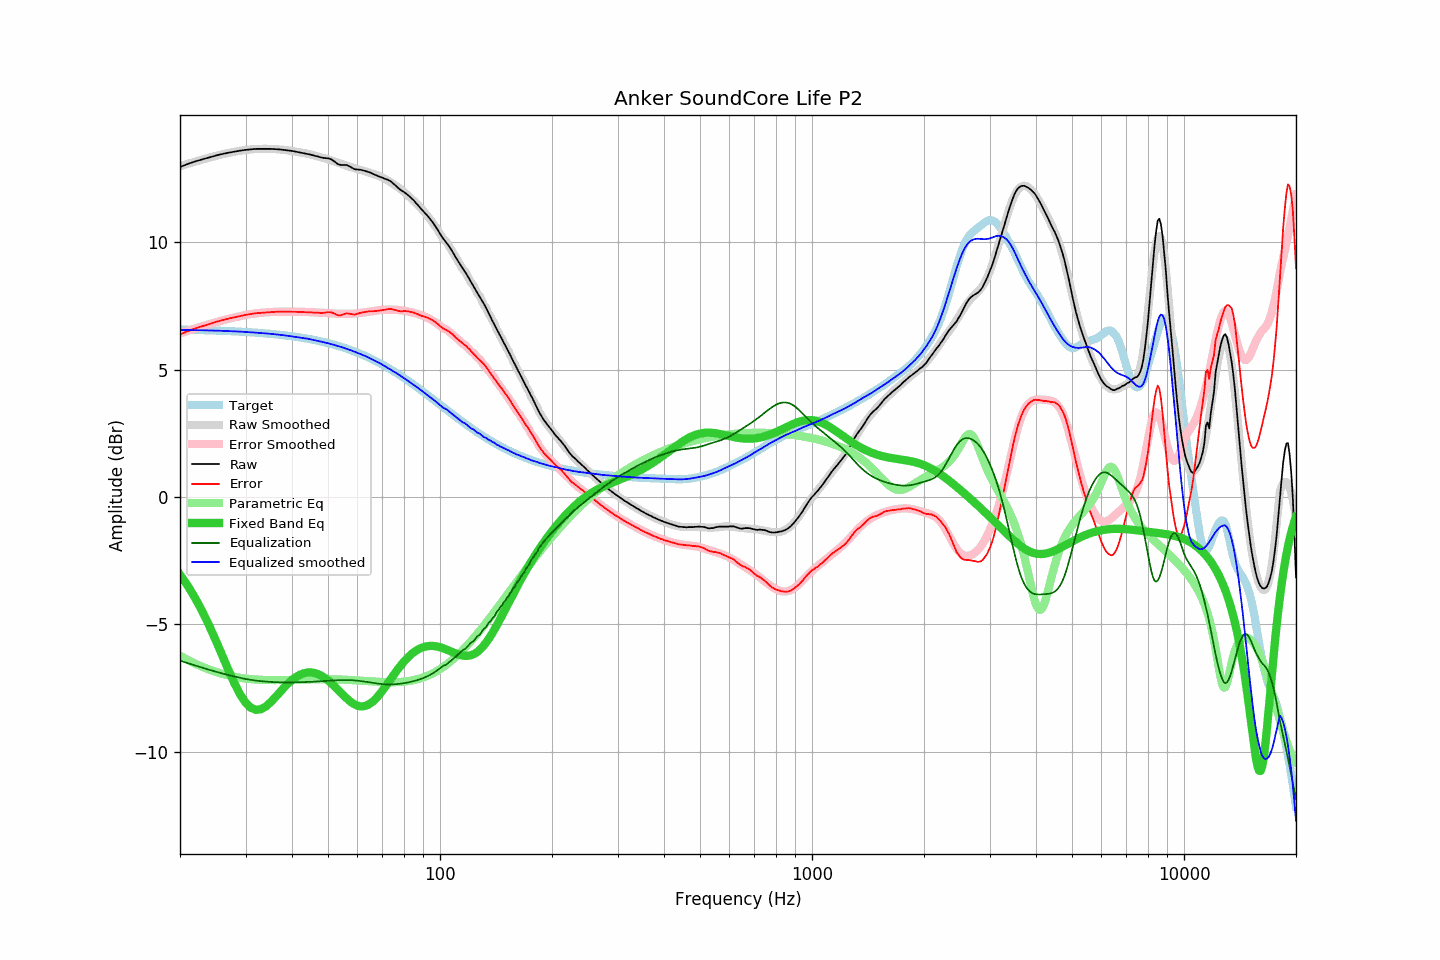 Anker SoundCore Life P2
Amplitude (dBr)
10
5
0
−5
−10
Target
Raw Smoothed
Error Smoothed
Raw
Error
Parametric Eq
Fixed Band Eq
Equalization
Equalized smoothed
100
1000
10000
Frequency (Hz)